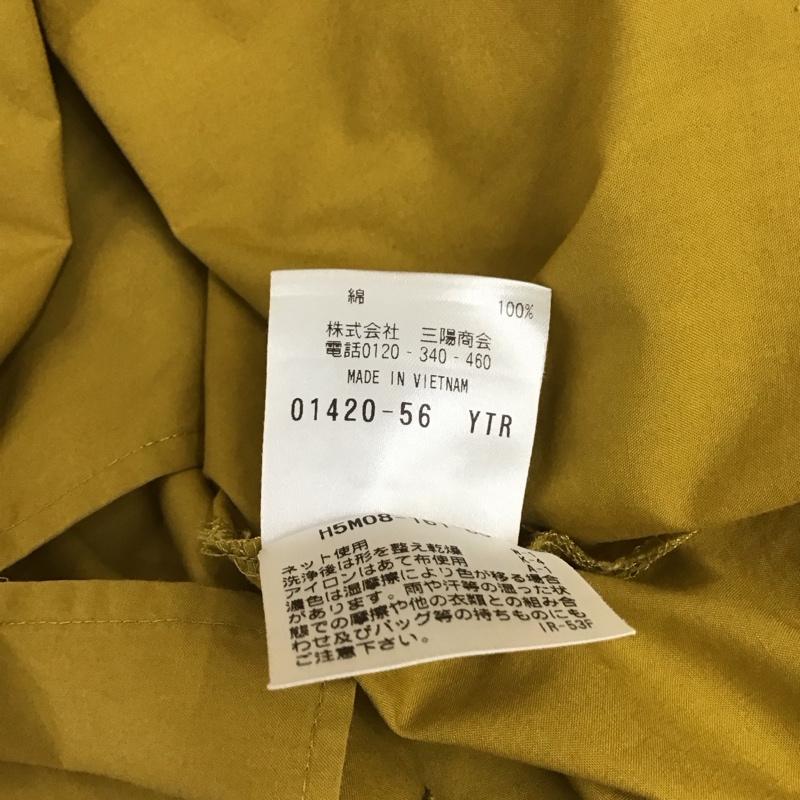 綿 100%
株式会社 三陽商会
電話0120-340-460
MADE IN VIETNAM
01420-56 YTR
H5M08-
ネット使用
洗浄後は形を整え乾燥
アイロンはあて布使用
濃色は湿摩擦により色が移る場合
があります。雨や汗等の湿った状
態での摩擦や他の衣類との組み合
わせ及びバッグ等の持ちものにも
ご注意下さい。
IR-53F